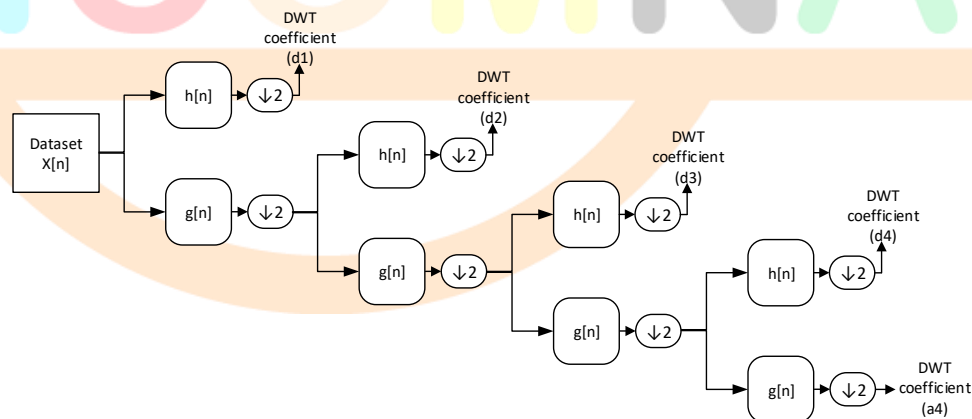 DWT
coefficient
(d1)
h[n]
↓2
Dataset
X[n]
g[n]
↓2
DWT
coefficient
(d2)
h[n]
↓2
g[n]
↓2
DWT
coefficient
(d3)
h[n]
↓2
g[n]
↓2
DWT
coefficient
(d4)
h[n]
↓2
g[n]
↓2
DWT
coefficient
(a4)